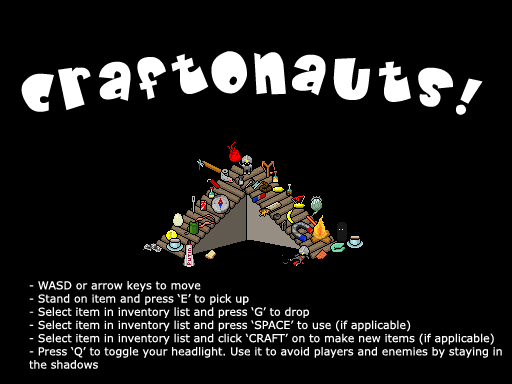 craftonauts!
- WASD or arrow keys to move
- Stand on item and press ‘E’ to pick up
- Select item in inventory list and press ‘G’ to drop
- Select item in inventory list and press ‘SPACE’ to use (if applicable)
- Select item in inventory list and click ‘CRAFT’ on to make new items (if applicable)
- Press ‘Q’ to toggle your headlight. Use it to avoid players and enemies by staying in
the shadows